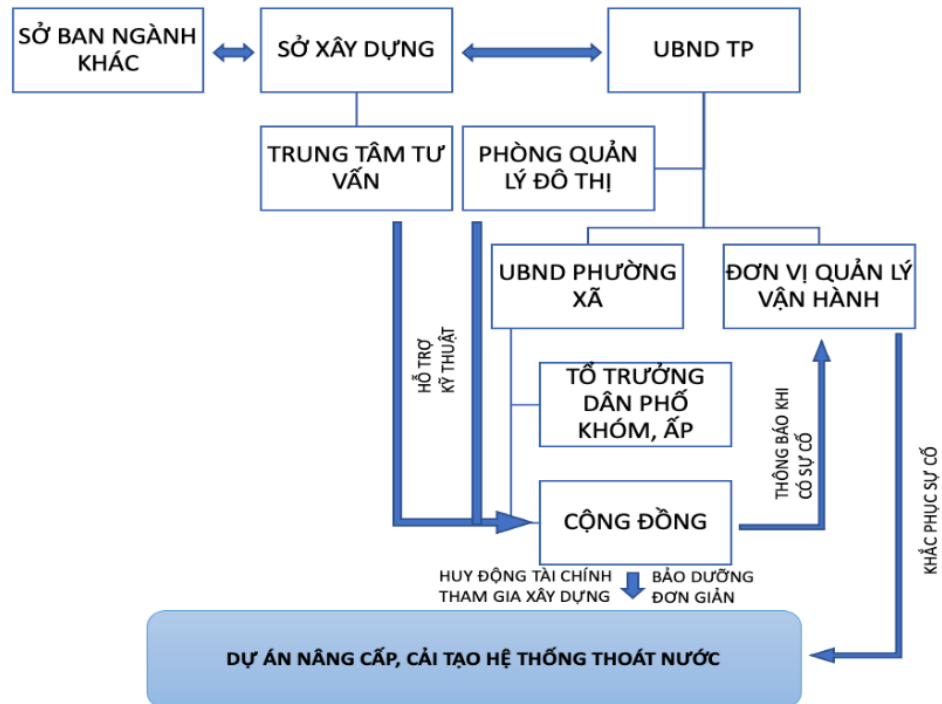 SỞ BAN NGÀNH
KHÁC
SỞ XÂY DỰNG
UBND TP
TRUNG TÂM TƯ
VẤN
PHÒNG QUẢN
LÝ ĐÔ THỊ
UBND PHƯỜNG
XÃ
ĐƠN VỊ QUẢN LÝ
VẬN HÀNH
HỖ TRỢ
KỸ THUẬT
TỔ TRƯỞNG
DÂN PHỐ
KHÓM, ẤP
THÔNG BÁO KHI
CÓ SỰ CỐ
KHẮC PHỤC SỰ CỐ
CỘNG ĐỒNG
HUY ĐỘNG TÀI CHÍNH
THAM GIA XÂY DỰNG
BẢO DƯỠNG
ĐƠN GIẢN
DỰ ÁN NÂNG CẤP, CẢI TẠO HỆ THỐNG THOÁT NƯỚC